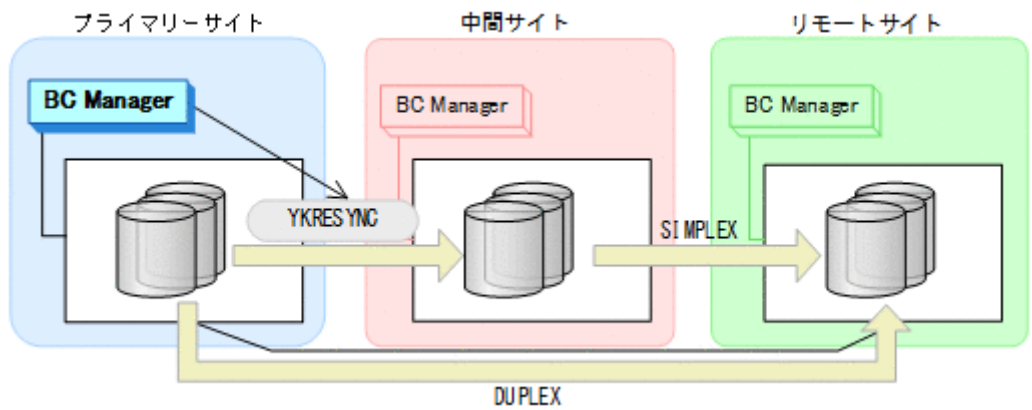 プライマリーサイト
中間サイト
リモートサイト
BC Manager
BC Manager
BC Manager
YKRESYNC
SIMPLEX
DUPLEX